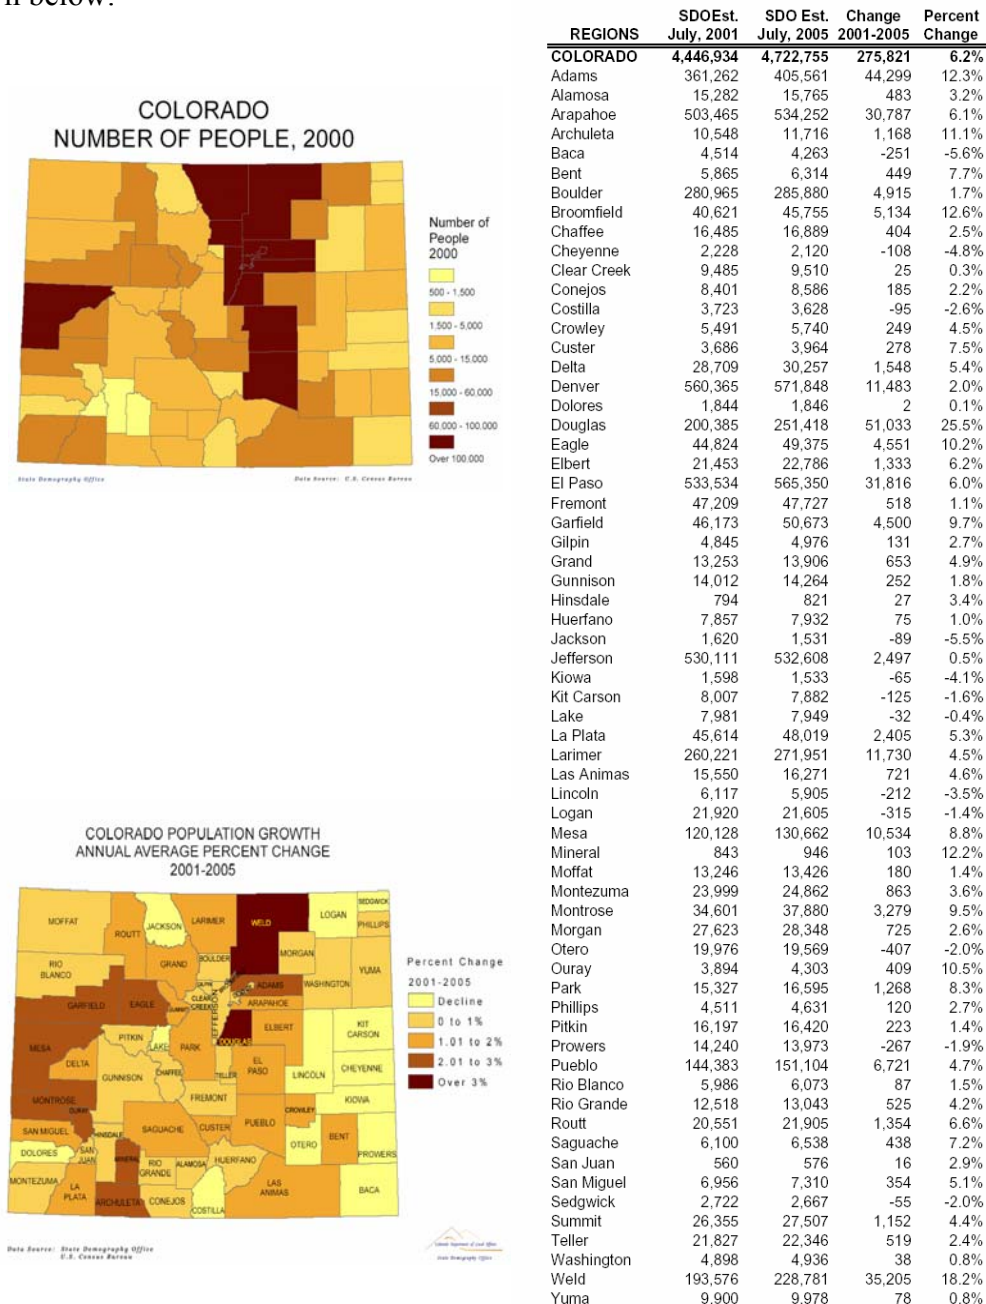 n below.
COLORADO
NUMBER OF PEOPLE, 2000
Number of
People
2000
500 - 1,500
1,500 - 5,000
5,000 - 15,000
15,000 - 60,000
60,000 - 100,000
Over 100,000
State Demography Office
Data Source: U.S. Census Bureau
COLORADO POPULATION GROWTH
ANNUAL AVERAGE PERCENT CHANGE
2001-2005
MOFFAT
ROUTT
JACKSON
LARIMER
WELD
LOGAN
SEDGWICK
PHILLIPS
RIO
BLANCO
GRAND
BOULDER
MORGAN
WASHINGTON
YUMA
GARFIELD
EAGLE
CLEAR
CREEK
JEFFERSON
ADAMS
ARAPAHOE
DOUGLAS
ELBERT
KIT
CARSON
MESA
PITKIN
LAKE
PARK
DELTA
GUNNISON
CHAFFEE
TELLER
EL
PASO
LINCOLN
CHEYENNE
MONTROSE
OURAY
FREMONT
CROWLEY
KIOWA
SAN MIGUEL
HINSDALE
SAGUACHE
CUSTER
PUEBLO
OTERO
BENT
PROWERS
DOLORES
SAN
JUAN
MINERAL
RIO
GRANDE
ALAMOSA
HUERFANO
MONTEZUMA
LA
PLATA
ARCHULETA
CONEJOS
COSTILLA
LAS
ANIMAS
BACA
Percent Change
2001-2005
Decline
0 to 1%
1.01 to 2%
2.01 to 3%
Over 3%
Data Source: State Demography Office
U.S. Census Bureau
State Demography Office
SDOEst. SDO Est. Change Percent
REGIONS July, 2001 July, 2005 2001-2005 Change
COLORADO 4,446,934 4,722,755 275,821 6.2%
Adams 361,262 405,561 44,299 12.3%
Alamosa 15,282 15,765 483 3.2%
Arapahoe 503,465 534,252 30,787 6.1%
Archuleta 10,548 11,716 1,168 11.1%
Baca 4,514 4,263 -251 -5.6%
Bent 5,865 6,314 449 7.7%
Boulder 280,965 285,880 4,915 1.7%
Broomfield 40,621 45,755 5,134 12.6%
Chaffee 16,485 16,889 404 2.5%
Cheyenne 2,228 2,120 -108 -4.8%
Clear Creek 9,485 9,510 25 0.3%
Conejos 8,401 8,586 185 2.2%
Costilla 3,723 3,628 -95 -2.6%
Crowley 5,491 5,740 249 4.5%
Custer 3,686 3,964 278 7.5%
Delta 28,709 30,257 1,548 5.4%
Denver 560,365 571,848 11,483 2.0%
Dolores 1,844 1,846 2 0.1%
Douglas 200,385 251,418 51,033 25.5%
Eagle 44,824 49,375 4,551 10.2%
Elbert 21,453 22,786 1,333 6.2%
El Paso 533,534 565,350 31,816 6.0%
Fremont 47,209 47,727 518 1.1%
Garfield 46,173 50,673 4,500 9.7%
Gilpin 4,845 4,976 131 2.7%
Grand 13,253 13,906 653 4.9%
Gunnison 14,012 14,264 252 1.8%
Hinsdale 794 821 27 3.4%
Huerfano 7,857 7,932 75 1.0%
Jackson 1,620 1,531 -89 -5.5%
Jefferson 530,111 532,608 2,497 0.5%
Kiowa 1,598 1,533 -65 -4.1%
Kit Carson 8,007 7,882 -125 -1.6%
Lake 7,981 7,949 -32 -0.4%
La Plata 45,614 48,019 2,405 5.3%
Larimer 260,221 271,951 11,730 4.5%
Las Animas 15,550 16,271 721 4.6%
Lincoln 6,117 5,905 -212 -3.5%
Logan 21,920 21,605 -315 -1.4%
Mesa 120,128 130,662 10,534 8.8%
Mineral 843 946 103 12.2%
Moffat 13,246 13,426 180 1.4%
Montezuma 23,999 24,862 863 3.6%
Montrose 34,601 37,880 3,279 9.5%
Morgan 27,623 28,348 725 2.6%
Otero 19,976 19,569 -407 -2.0%
Ouray 3,894 4,303 409 10.5%
Park 15,327 16,595 1,268 8.3%
Phillips 4,511 4,631 120 2.7%
Pitkin 16,197 16,420 223 1.4%
Prowers 14,240 13,973 -267 -1.9%
Pueblo 144,383 151,104 6,721 4.7%
Rio Blanco 5,986 6,073 87 1.5%
Rio Grande 12,518 13,043 525 4.2%
Routt 20,551 21,905 1,354 6.6%
Saguache 6,100 6,538 438 7.2%
San Juan 560 576 16 2.9%
San Miguel 6,956 7,310 354 5.1%
Sedgwick 2,722 2,667 -55 -2.0%
Summit 26,355 27,507 1,152 4.4%
Teller 21,827 22,346 519 2.4%
Washington 4,898 4,936 38 0.8%
Weld 193,576 228,781 35,205 18.2%
Yuma 9,900 9,978 78 0.8%